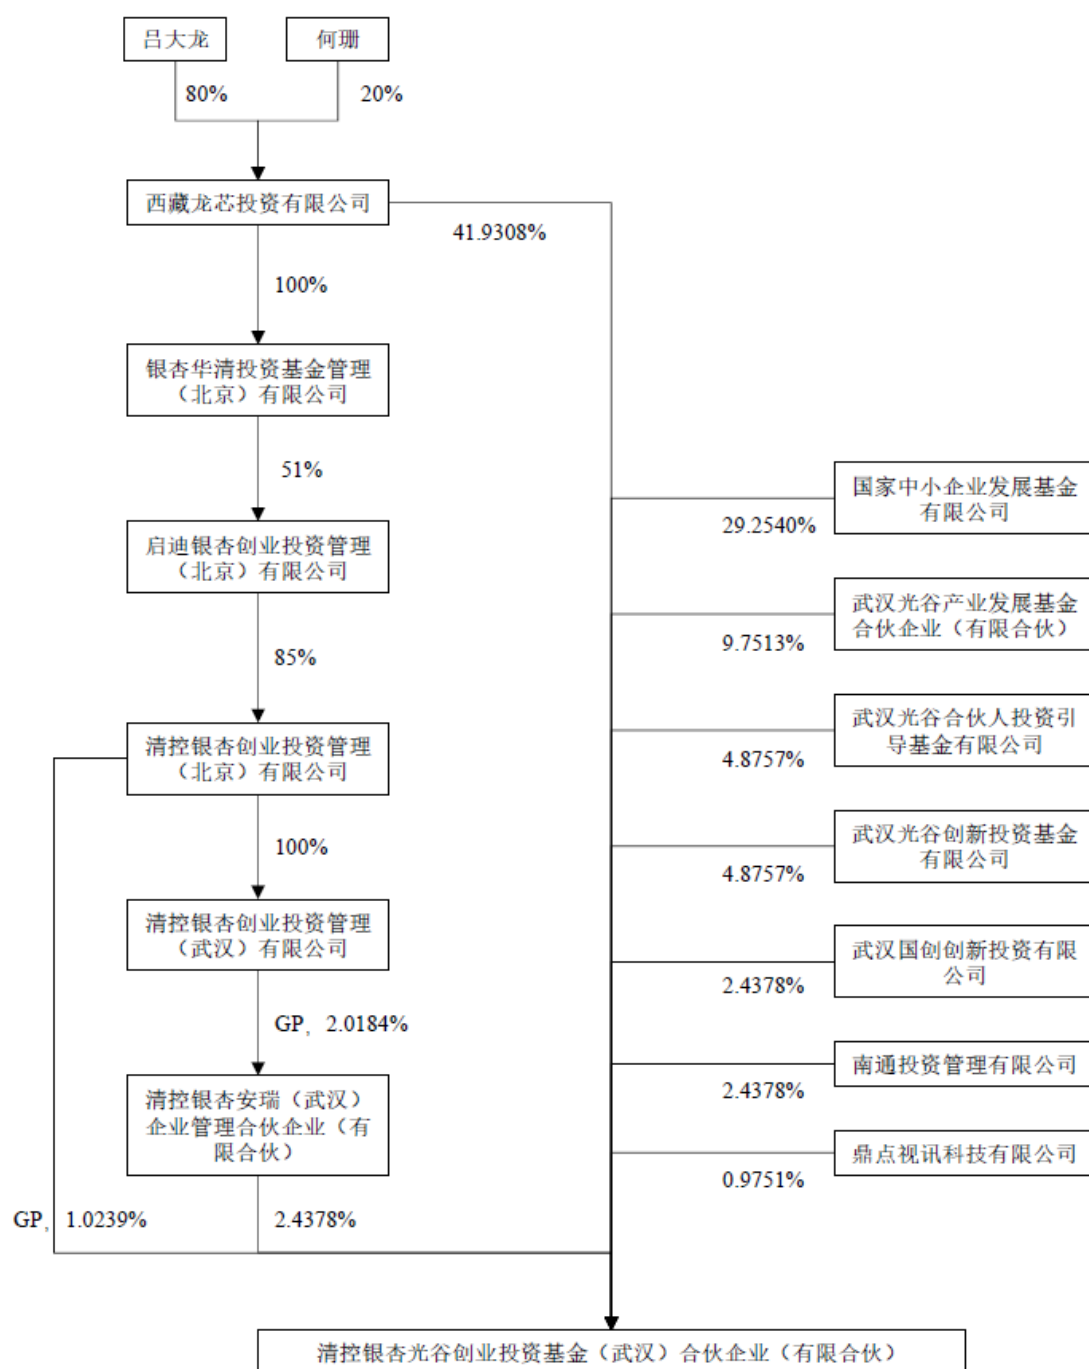 吕大龙
何珊
80%
20%
西藏龙芯投资有限公司
41.9308%
100%
银杏华清投资基金管理
（北京）有限公司
51%
启迪银杏创业投资管理
（北京）有限公司
85%
清控银杏创业投资管理
（北京）有限公司
100%
清控银杏创业投资管理
（武汉）有限公司
GP，2.0184%
清控银杏安瑞（武汉）
企业管理合伙企业（有
限合伙）
GP，1.0239%
2.4378%
国家中小企业发展基金
有限公司
29.2540%
武汉光谷产业发展基金
合伙企业（有限合伙）
9.7513%
武汉光谷合伙人投资引
导基金有限公司
4.8757%
武汉光谷创新投资基金
有限公司
4.8757%
武汉国创创新投资有限
公司
2.4378%
南通投资管理有限公司
2.4378%
鼎点视讯科技有限公司
0.9751%
清控银杏光谷创业投资基金（武汉）合伙企业（有限合伙）